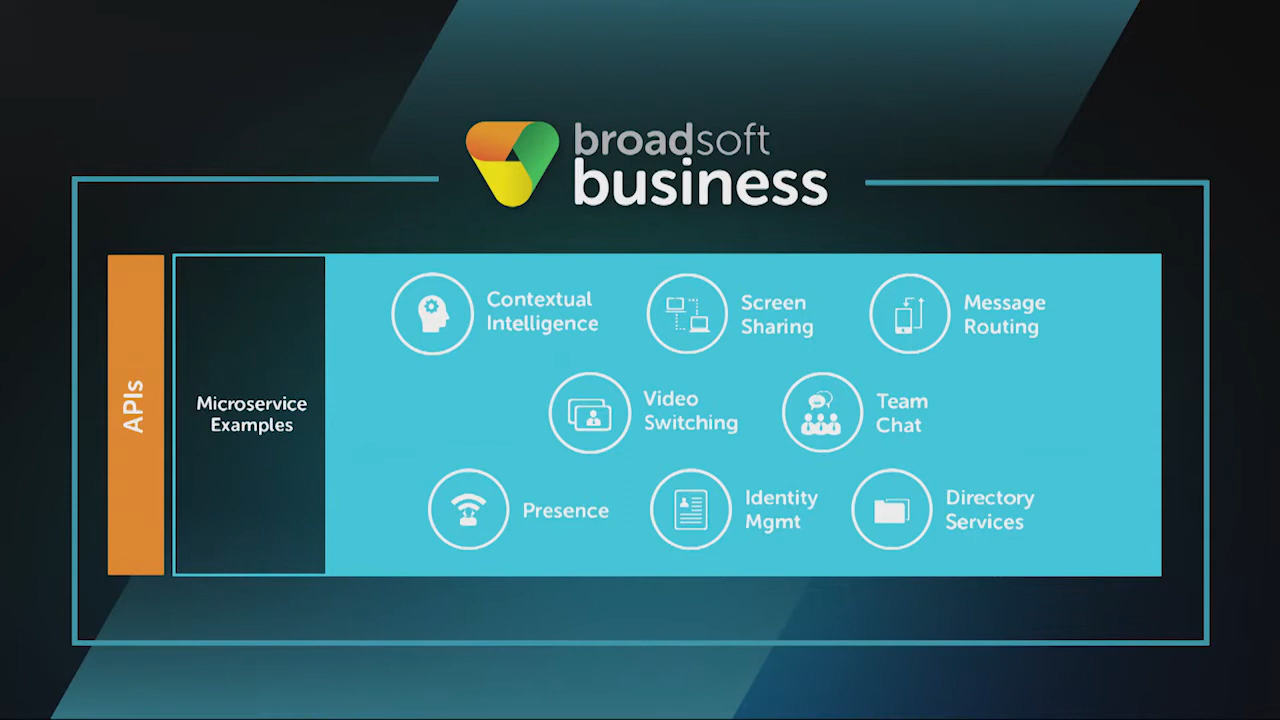 broadsoft
business
APIs
Microservice
Examples
Contextual
Intelligence
Screen
Sharing
Message
Routing
Video
Switching
Team
Chat
Presence
Identity
Mgmt
Directory
Services